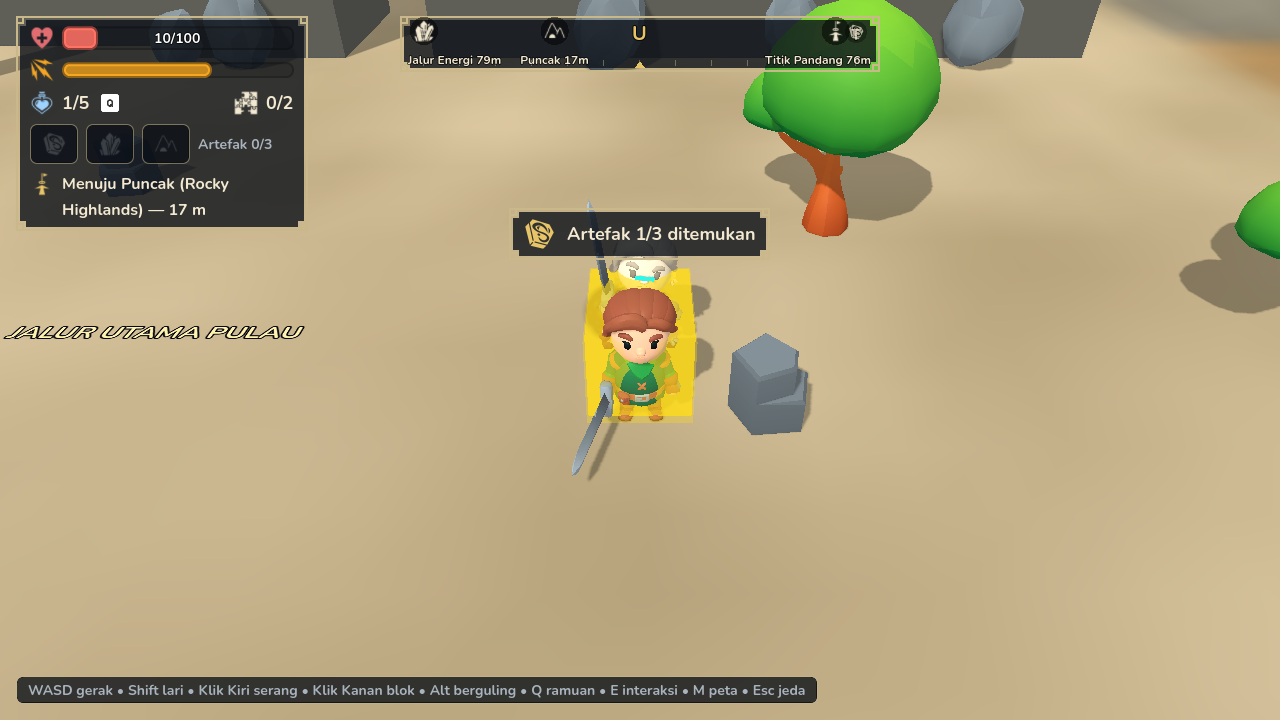 10/100
1/5 Q 0/2
Artefak 0/3
Menuju Puncak (Rocky
Highlands) — 17 m
U
Jalur Energi 79m Puncak 17m Titik Pandang 76m
Artefak 1/3 ditemukan
JALUR UTAMA PULAU
WASD gerak • Shift lari • Klik Kiri serang • Klik Kanan blok • Alt berguling • Q ramuan • E interaksi • M peta • Esc jeda